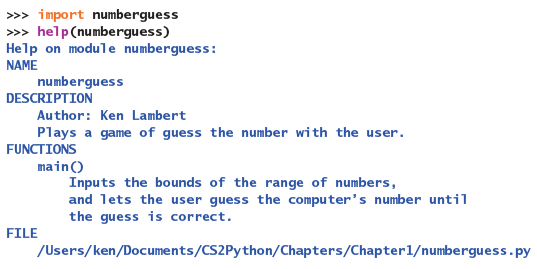 >>> import numberguess
>>> help(numberguess)
Help on module numberguess:
NAME
    numberguess
DESCRIPTION
    Author: Ken Lambert
    Plays a game of guess the number with the user.
FUNCTIONS
    main()
        Inputs the bounds of the range of numbers,
        and lets the user guess the computer’s number until
        the guess is correct.
FILE
    /Users/ken/Documents/CS2Python/Chapters/Chapter1/numberguess.py